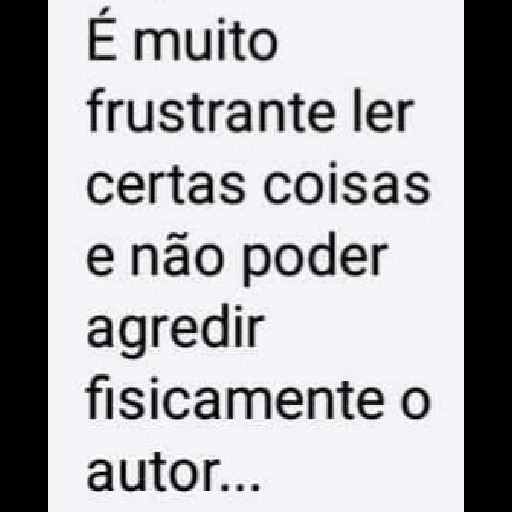 É muito
frustrante ler
certas coisas
e não poder
agredir
fisicamente o
autor...